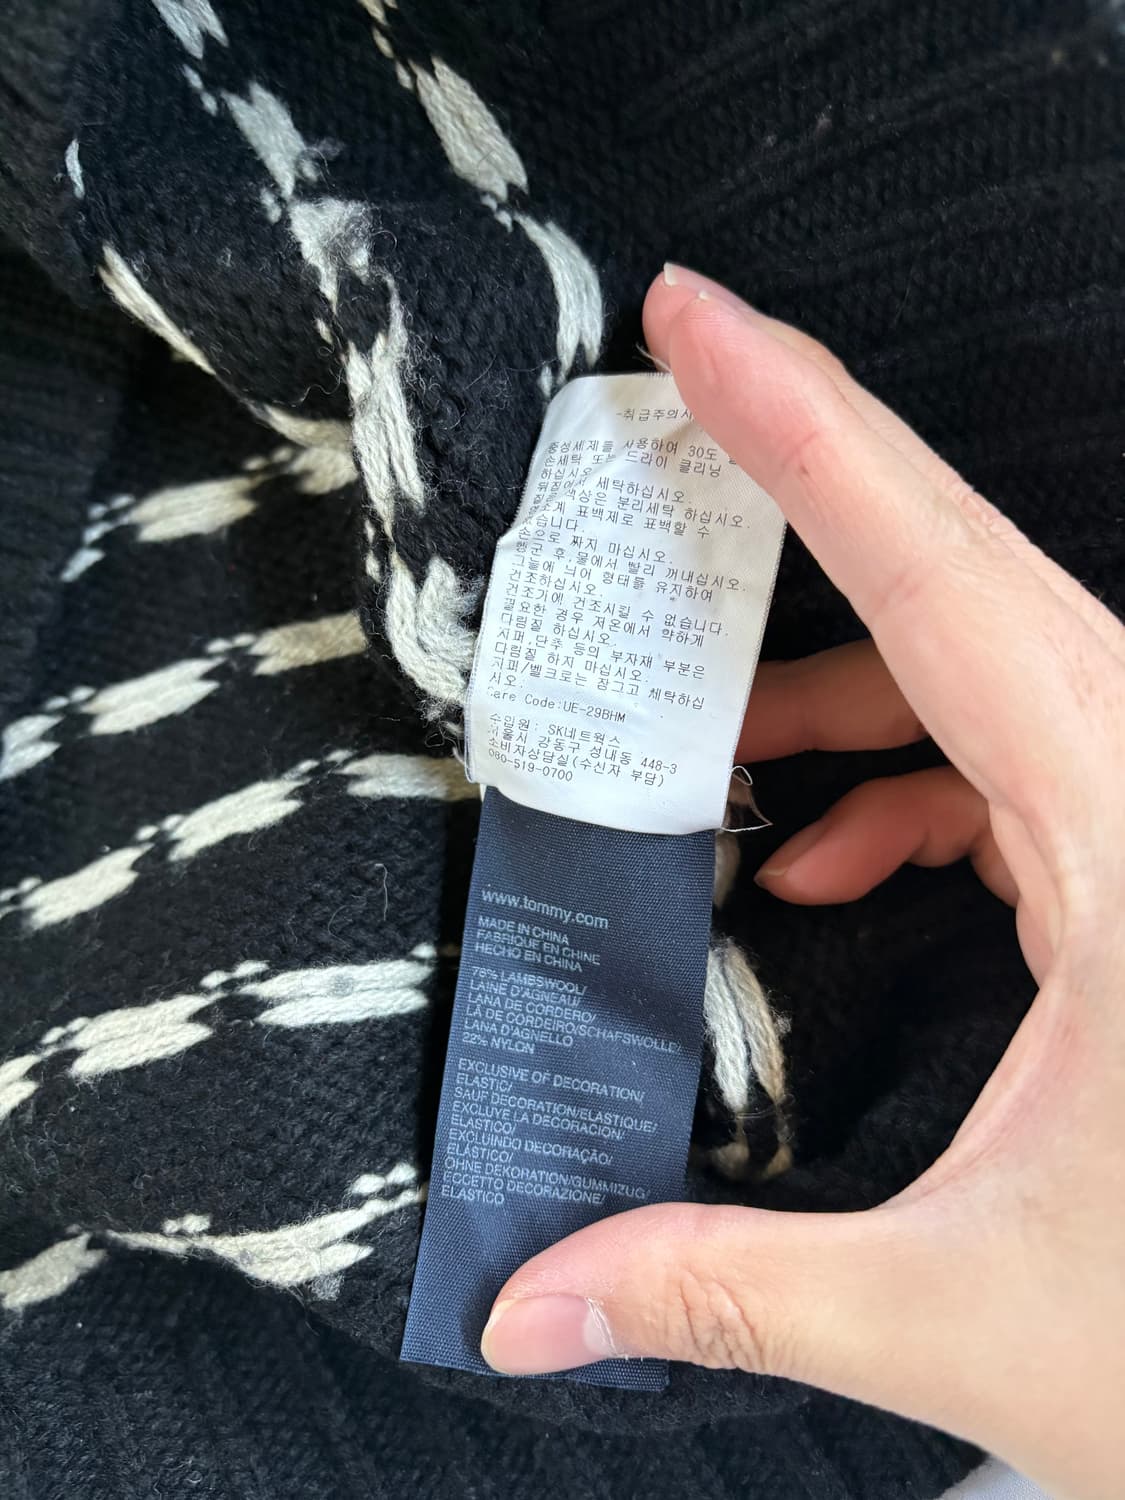 -취급주의사
중성세제를 사용하여 30도
손세탁 또는 드라이 클리닝
하십시오.
뒤집어서 세탁하십시오.
색상은 분리세탁 하십시오.
표백제로 표백할 수
없습니다.
손으로 짜지 마십시오.
헹군 후 물에서 빨리 꺼내십시오.
그늘에 뉘어 형태를 유지하여
건조하십시오.
건조기에 건조시킬 수 없습니다.
필요한 경우 저온에서 약하게
다림질 하십시오.
지퍼,단추 등의 부자재 부분은
다림질 하지 마십시오.
지퍼/벨크로는 잠그고 세탁하십
시오.
Care Code:UE-29BHM
수입원: SK네트웍스
서울시 강동구 성내동 448-3
소비자상담실(수신자 부담)
080-519-0700
www.tommy.com
MADE IN CHINA
FABRIQUE EN CHINE
HECHO EN CHINA
78% LAMBSWOOL/
LAINE D'AGNEAU/
LANA DE CORDERO/
LÃ DE CORDEIRO/SCHAFSWOLLE/
LANA D'AGNELLO
22% NYLON
EXCLUSIVE OF DECORATION/
ELASTIC/
SAUF DECORATION/ELASTIQUE/
EXCLUYE LA DECORACION/
ELASTICO/
EXCLUINDO DECORAÇÃO/
ELÁSTICO/
OHNE DEKORATION/GUMMIZUG/
ECCETTO DECORAZIONE/
ELASTICO